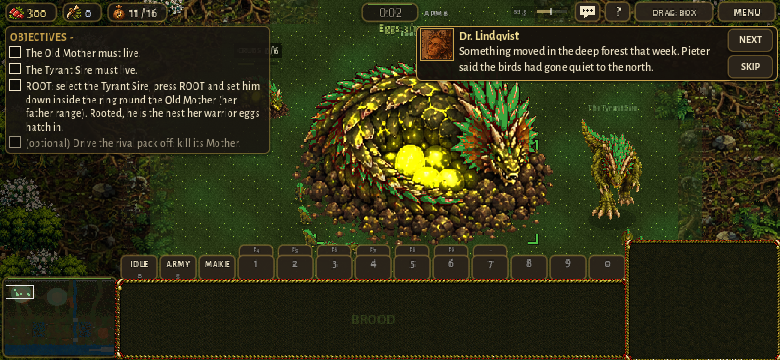 300
0
11/16
0:02
?
DRAG: BOX
MENU
OBJECTIVES -
The Old Mother must live.
The Tyrant Sire must live.
ROOT: select the Tyrant Sire, press ROOT and set him
down inside the ring round the Old Mother (her
father range). Rooted, he is the nest her warrior eggs
hatch in.
(optional) Drive the rival pack off: kill its Mother
Dr. Lindqvist
Something moved in the deep forest that week. Pieter
said the birds had gone quiet to the north.
NEXT
SKIP
The Tyrant Sire
IDLE
ARMY
MAKE
1
2
3
4
5
6
7
8
9
0
BROOD